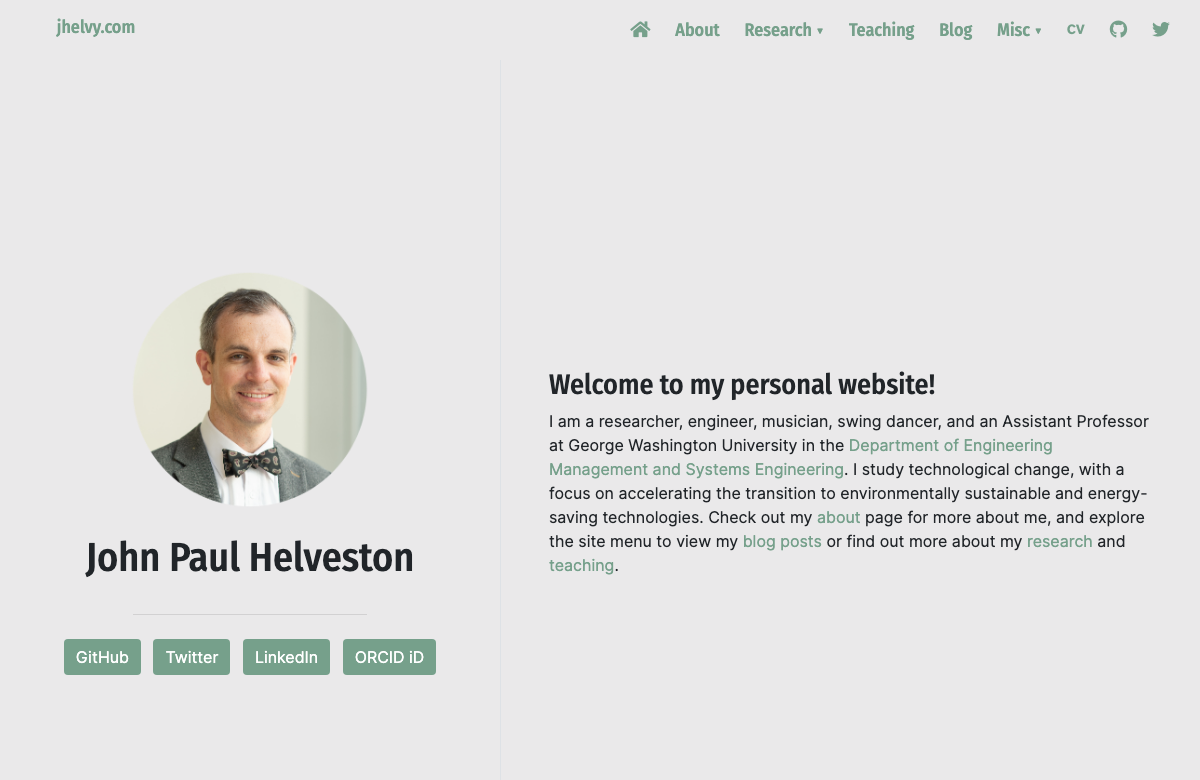 jhelvy.com
About Research ▾ Teaching Blog Misc ▾ CV
John Paul Helveston
GitHub Twitter LinkedIn ORCID iD
Welcome to my personal website!
I am a researcher, engineer, musician, swing dancer, and an Assistant Professor
at George Washington University in the Department of Engineering
Management and Systems Engineering. I study technological change, with a
focus on accelerating the transition to environmentally sustainable and energy-
saving technologies. Check out my about page for more about me, and explore
the site menu to view my blog posts or find out more about my research and
teaching.